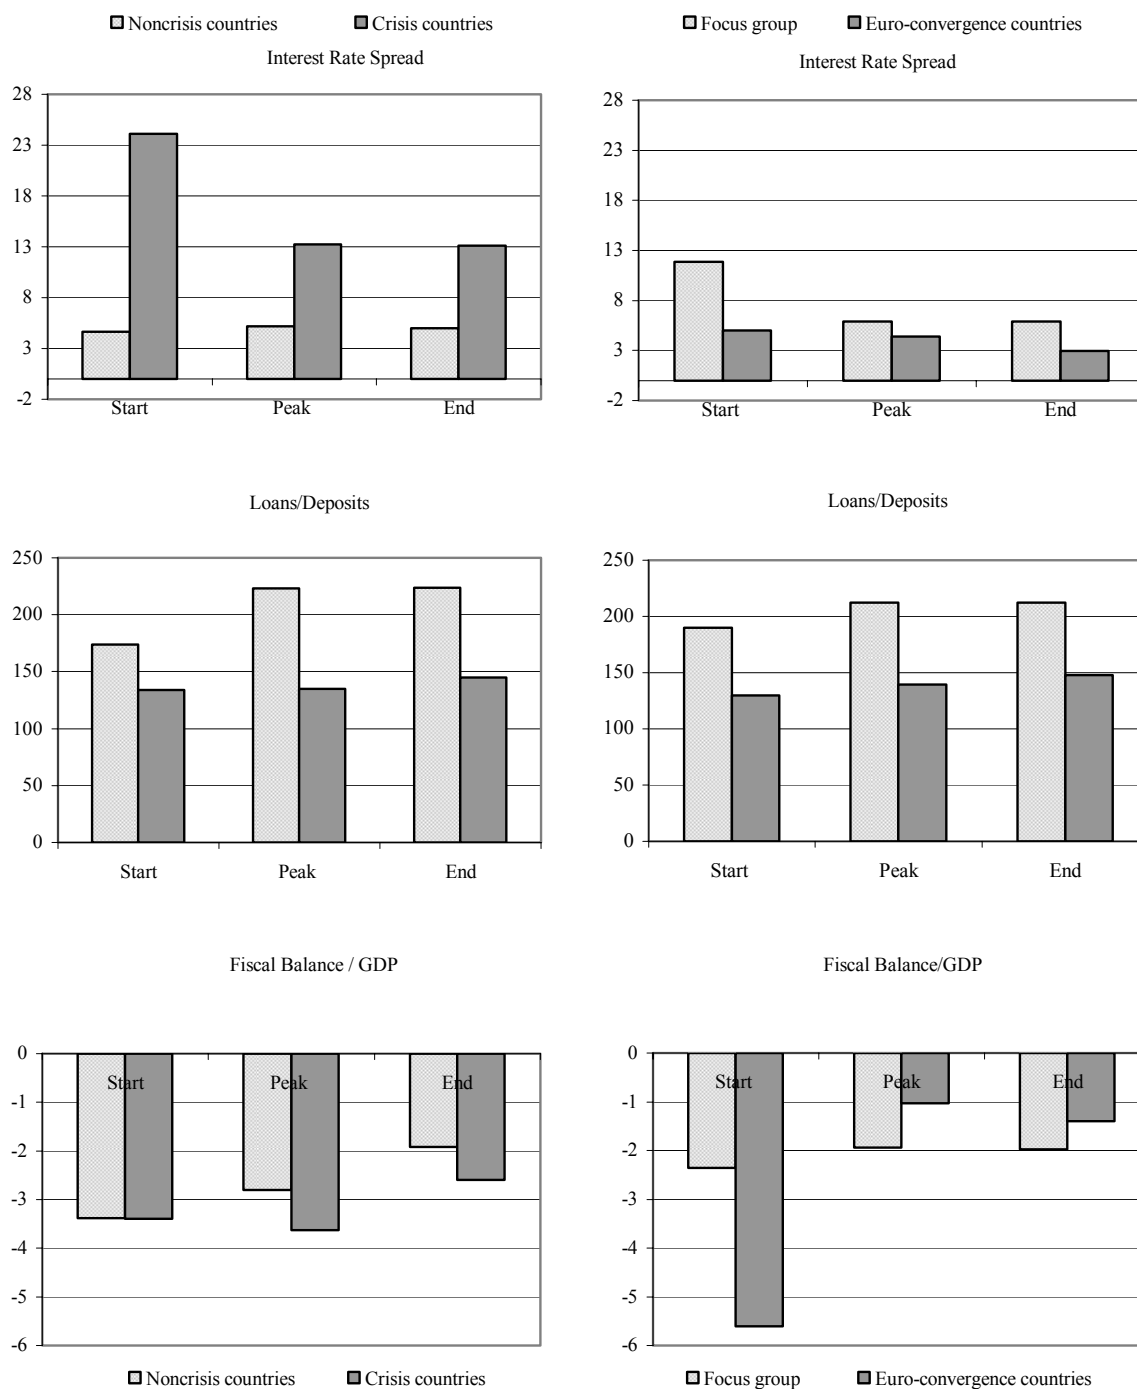 Noncrisis countries Crisis countries
Interest Rate Spread
28
23
18
13
8
3
-2
Start Peak End
Focus group Euro-convergence countries
Interest Rate Spread
28
23
18
13
8
3
-2
Start Peak End
Loans/Deposits
250
200
150
100
50
0
Start Peak End
Loans/Deposits
250
200
150
100
50
0
Start Peak End
Fiscal Balance / GDP
0
Start Peak End
-1
-2
-3
-4
-5
-6
Noncrisis countries Crisis countries
Fiscal Balance/GDP
0
Start Peak End
-1
-2
-3
-4
-5
-6
Focus group Euro-convergence countries